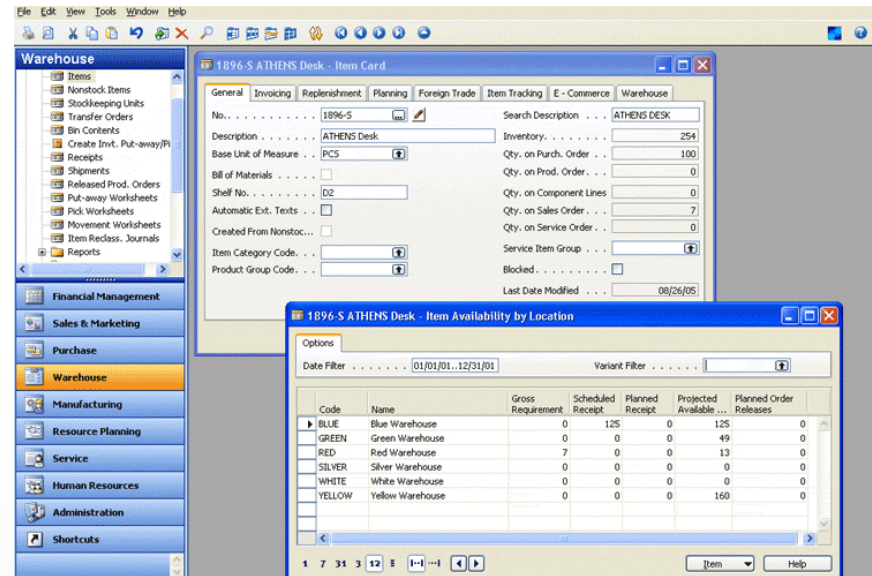 File Edit View Tools Window Help
Warehouse
Items
Nonstock Items
Stockkeeping Units
Transfer Orders
Bin Contents
Create Invt. Put-away/Pi
Receipts
Shipments
Released Prod. Orders
Put-away Worksheets
Pick Worksheets
Movement Worksheets
Item Reclass. Journals
Reports
Financial Management
Sales & Marketing
Purchase
Warehouse
Manufacturing
Resource Planning
Service
Human Resources
Administration
Shortcuts
1896-S ATHENS Desk - Item Card
General Invoicing Replenishment Planning Foreign Trade Item Tracking E - Commerce Warehouse
No.. . . . . . . . . . . 1896-S Search Description . . . ATHENS DESK
Description . . . . . . . ATHENS Desk Inventory. . . . . . . . 254
Base Unit of Measure . . PCS Qty. on Purch. Order . . 100
Bill of Materials . . . . . Qty. on Prod. Order . . . 0
Shelf No. . . . . . . . . D2 Qty. on Component Lines 0
Automatic Ext. Texts . . Qty. on Sales Order. . . 7
Created From Nonstoc... Qty. on Service Order. . . 0
Item Category Code. . . Service Item Group . . .
Product Group Code. . . Blocked. . . . . . . . .
Last Date Modified . . . 08/26/05
1896-S ATHENS Desk - Item Availability by Location
Options
Date Filter . . . . . . . 01/01/01..12/31/01 Variant Filter . . . . . .
Code Name Gross Requirement Scheduled Receipt Planned Receipt Projected Available ... Planned Order Releases
BLUE Blue Warehouse 0 125 0 125 0
GREEN Green Warehouse 0 0 0 49 0
RED Red Warehouse 7 0 0 13 0
SILVER Silver Warehouse 0 0 0 0 0
WHITE White Warehouse 0 0 0 0 0
YELLOW Yellow Warehouse 0 0 0 160 0
1 7 31 3 12
Item Help